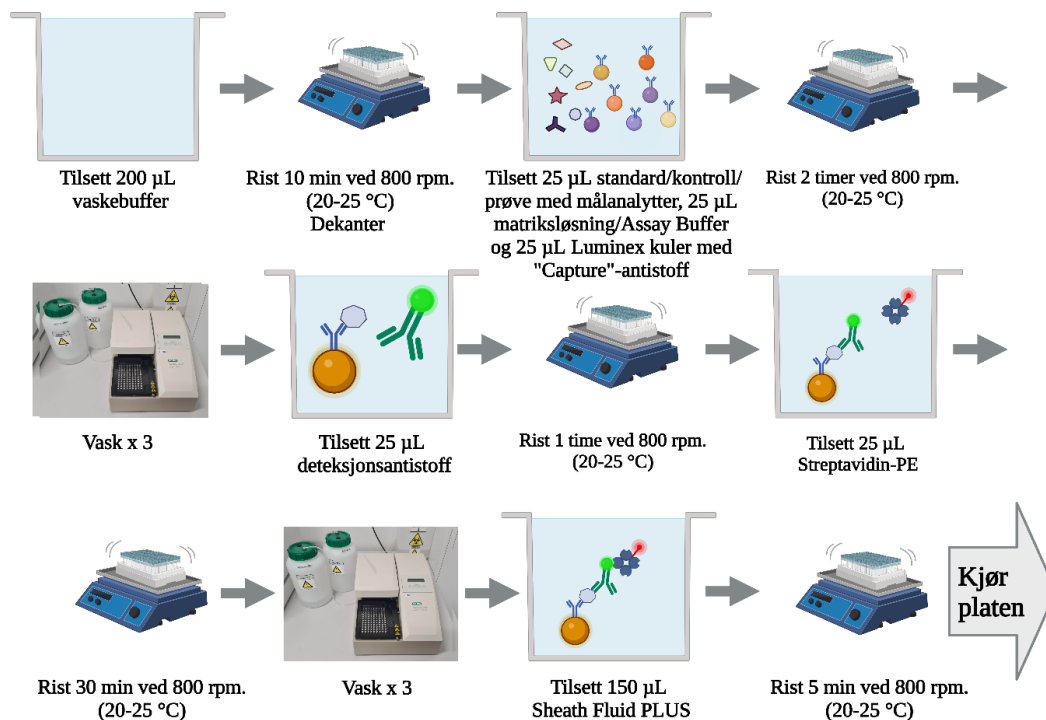 Tilsett 200 µL
vaskebuffer
Rist 10 min ved 800 rpm.
(20-25 °C)
Dekanter
Tilsett 25 µL standard/kontroll/
prøve med målanalytter, 25 µL
matriksløsning/Assay Buffer
og 25 µL Luminex kuler med
"Capture"-antistoff
Rist 2 timer ved 800 rpm.
(20-25 °C)
Vask x 3
Tilsett 25 µL
deteksjonsantistoff
Rist 1 time ved 800 rpm.
(20-25 °C)
Tilsett 25 µL
Streptavidin-PE
Rist 30 min ved 800 rpm.
(20-25 °C)
Vask x 3
Tilsett 150 µL
Sheath Fluid PLUS
Rist 5 min ved 800 rpm.
(20-25 °C)
Kjør
platen